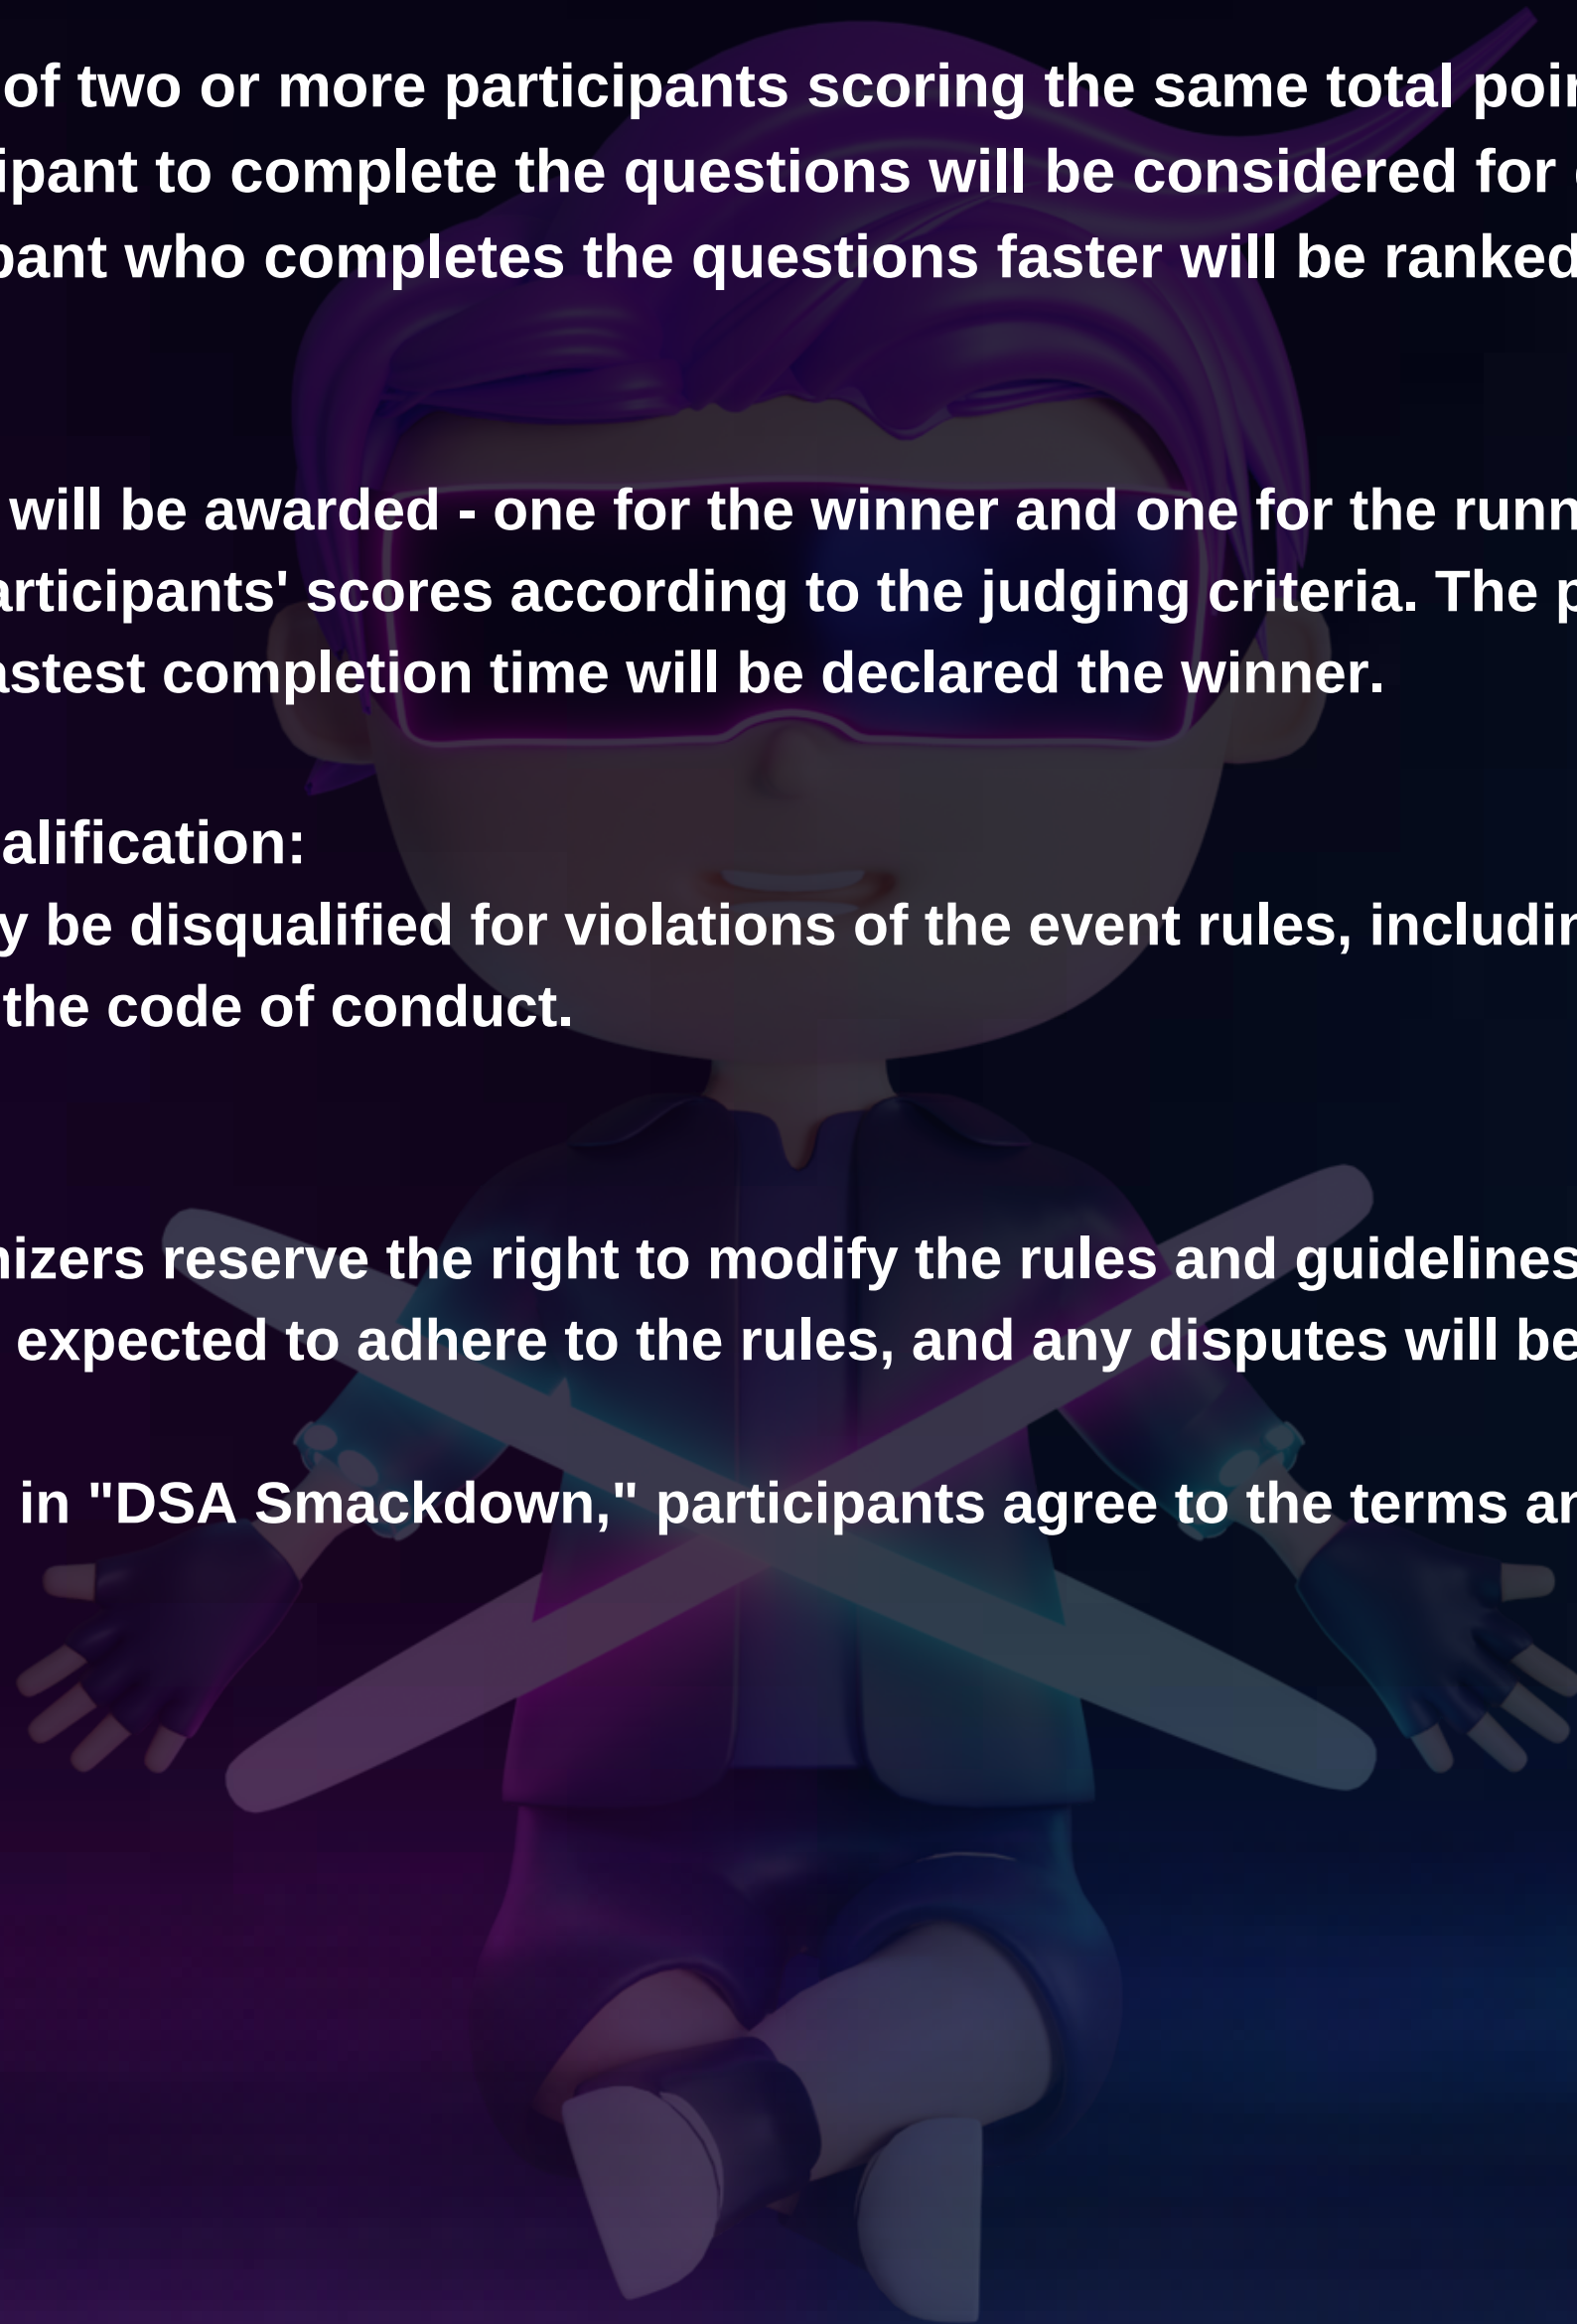 of two or more participants scoring the same total poin
ipant to complete the questions will be considered for
pant who completes the questions faster will be ranked
will be awarded - one for the winner and one for the runn
articipants' scores according to the judging criteria. The p
astest completion time will be declared the winner.
alification:
y be disqualified for violations of the event rules, includin
the code of conduct.
nizers reserve the right to modify the rules and guidelines
expected to adhere to the rules, and any disputes will be
in "DSA Smackdown," participants agree to the terms an